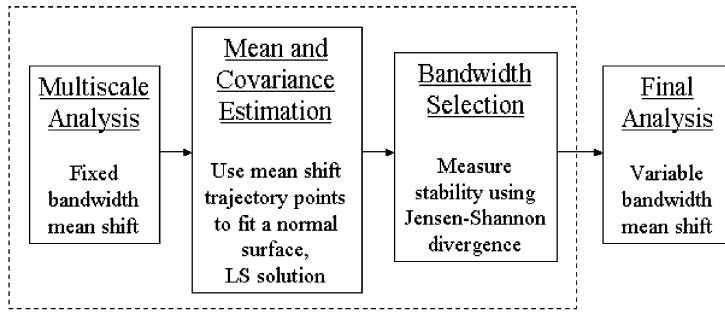 Multiscale
Analysis
Fixed
bandwidth
mean shift
Mean and
Covariance
Estimation
Use mean shift
trajectory points
to fit a normal
surface,
LS solution
Bandwidth
Selection
Measure
stability using
Jensen-Shannon
divergence
Final
Analysis
Variable
bandwidth
mean shift